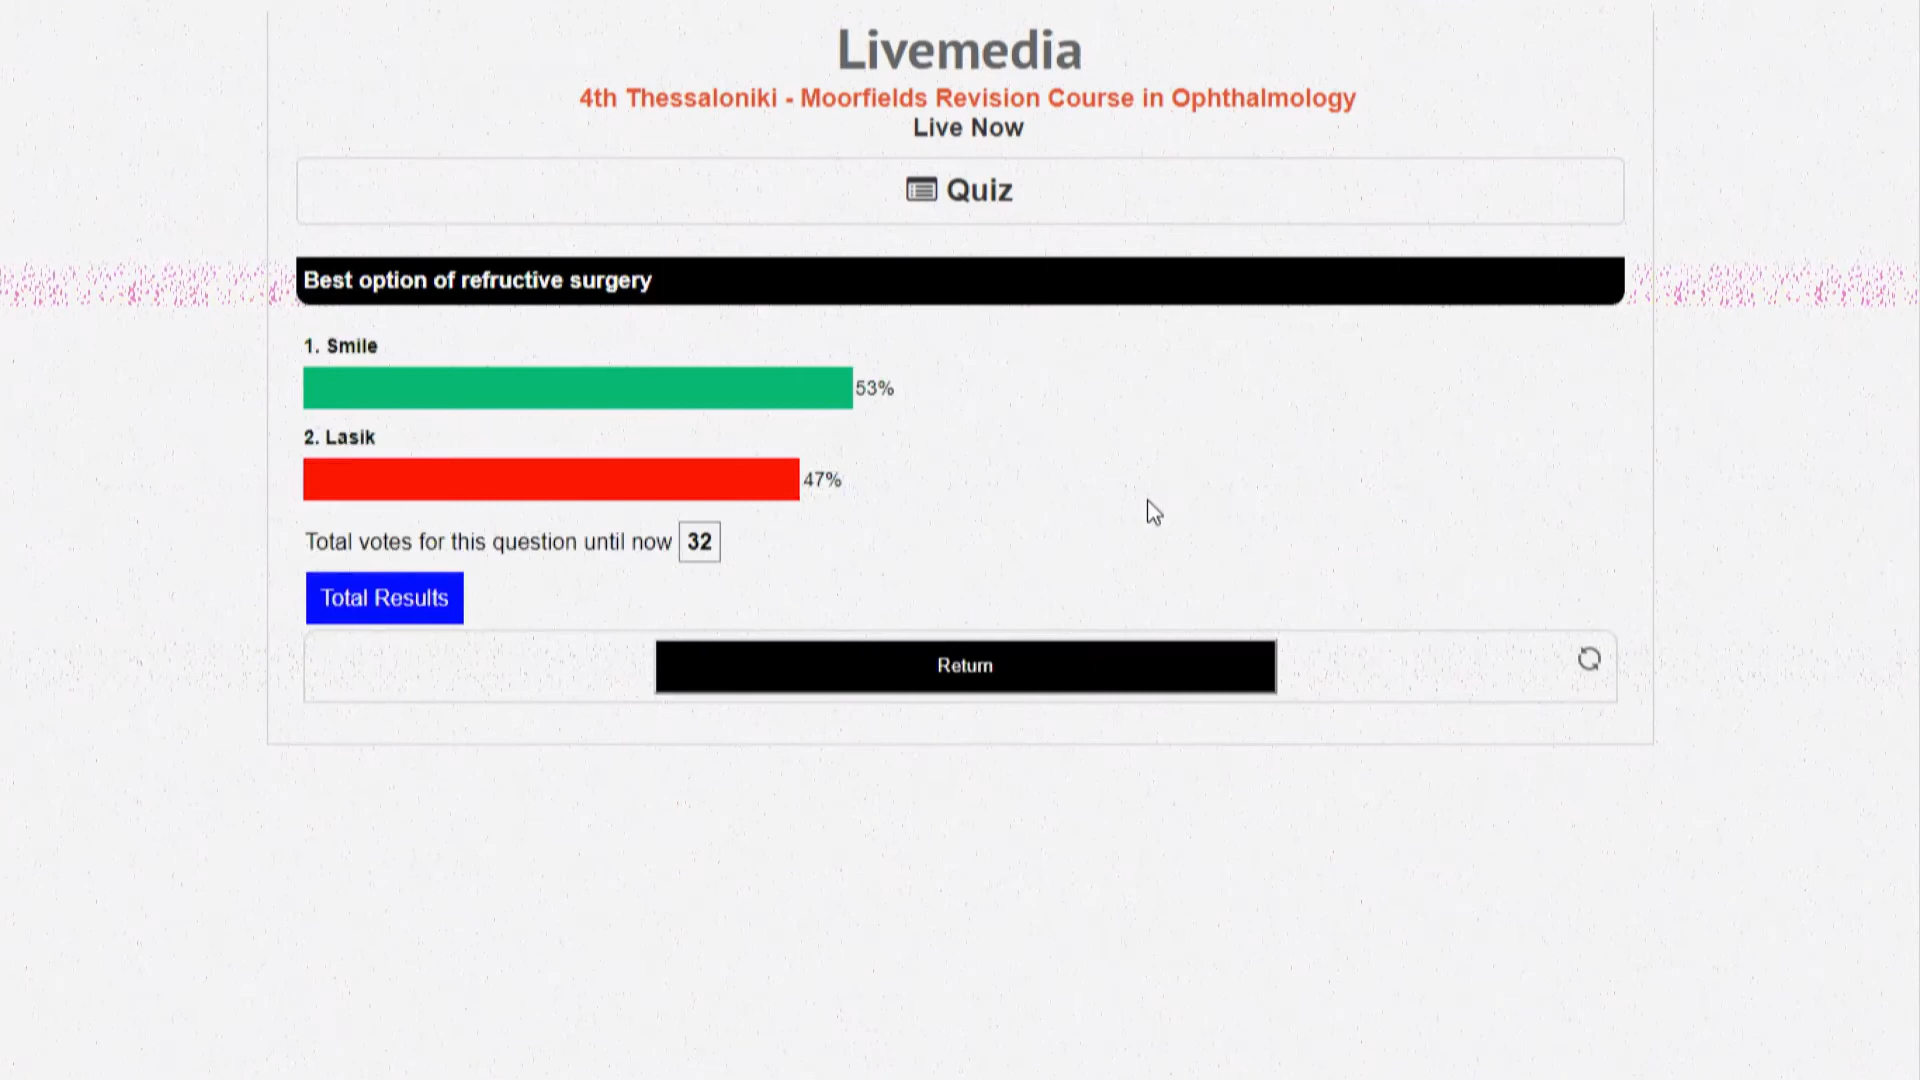 Livemedia
4th Thessaloniki - Moorfields Revision Course in Ophthalmology
Live Now
Quiz
Best option of refructive surgery
1. Smile
53%
2. Lasik
47%
Total votes for this question until now 32
Total Results
Return